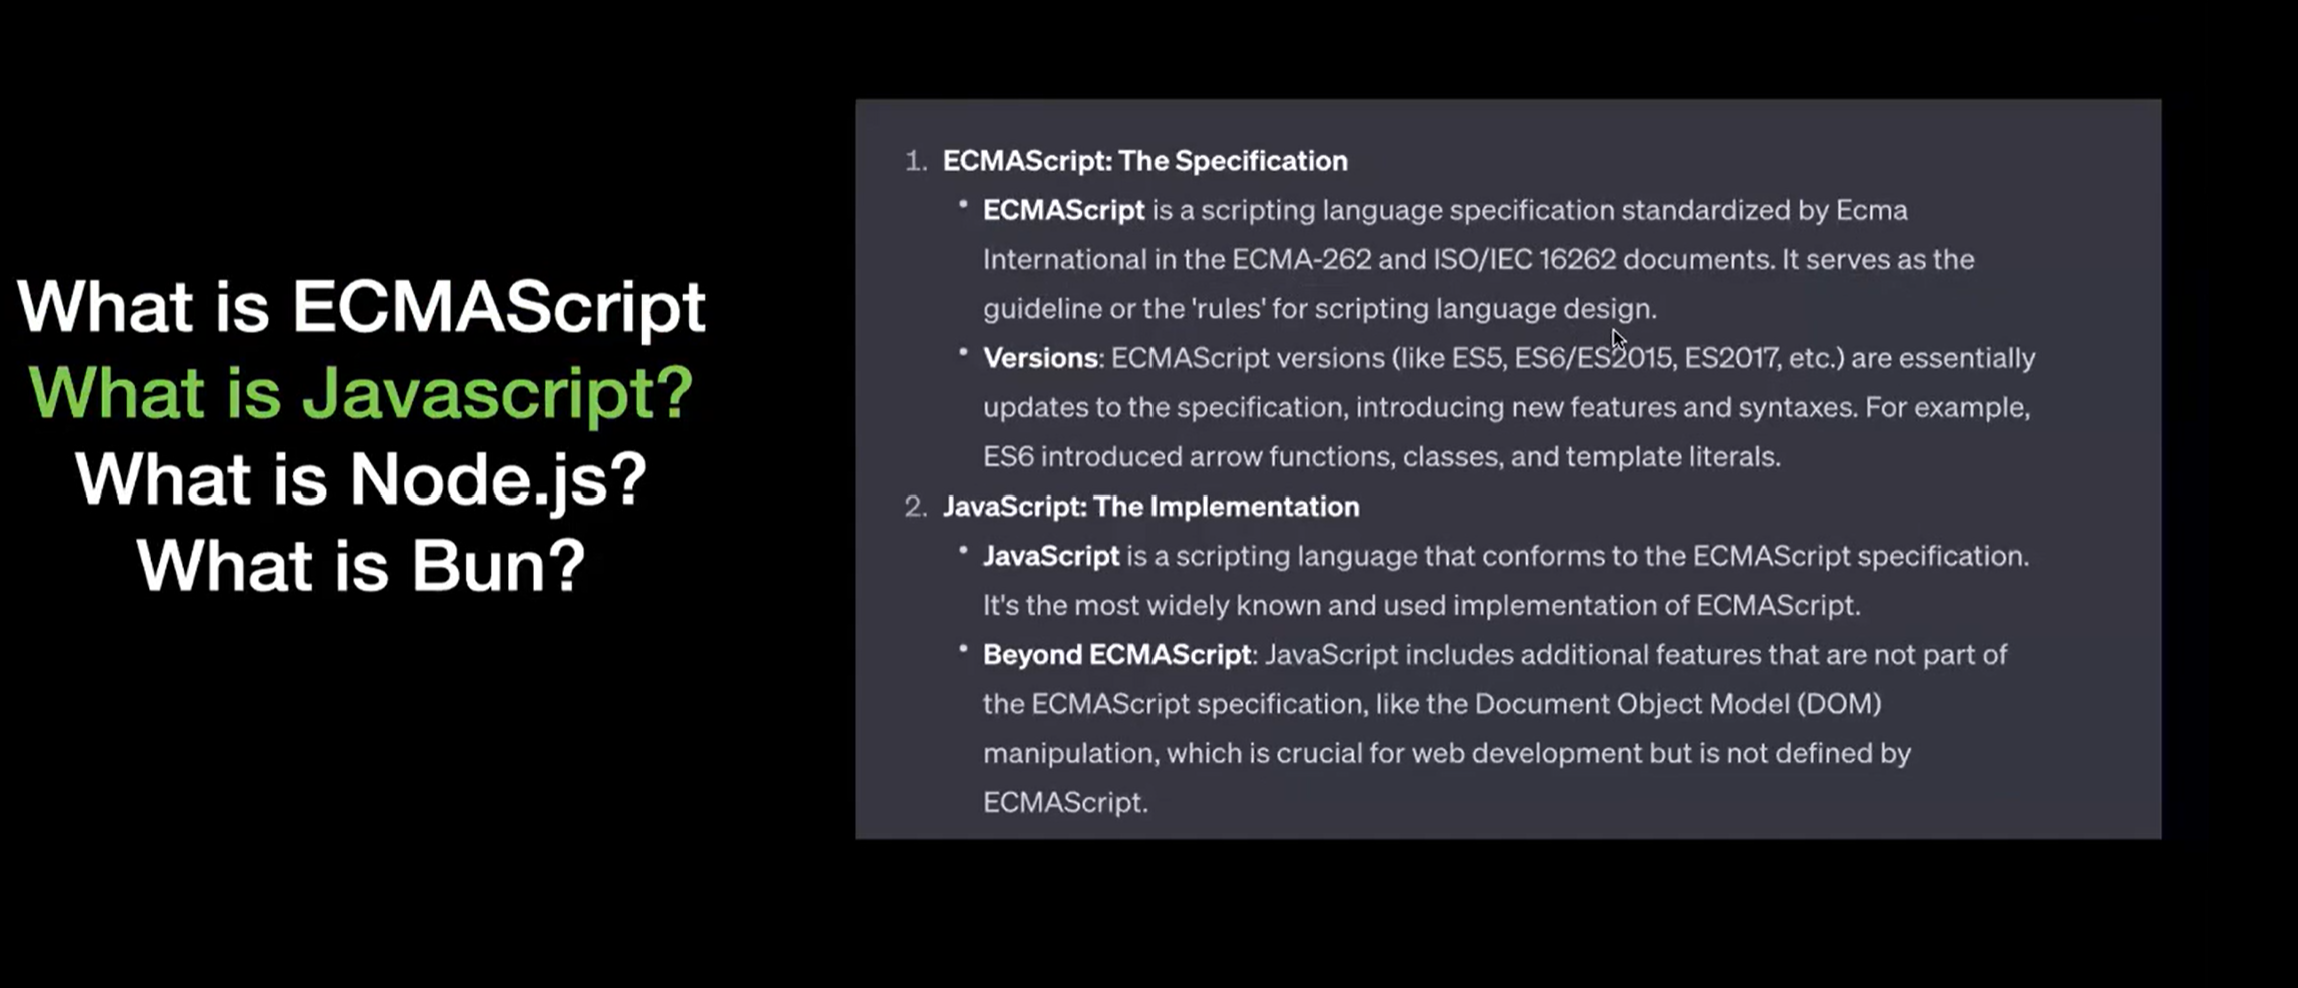 What is ECMAScript
What is Javascript?
What is Node.js?
What is Bun?
1. ECMAScript: The Specification
• ECMAScript is a scripting language specification standardized by Ecma
International in the ECMA-262 and ISO/IEC 16262 documents. It serves as the
guideline or the 'rules' for scripting language design.
• Versions: ECMAScript versions (like ES5, ES6/ES2015, ES2017, etc.) are essentially
updates to the specification, introducing new features and syntaxes. For example,
ES6 introduced arrow functions, classes, and template literals.
2. JavaScript: The Implementation
• JavaScript is a scripting language that conforms to the ECMAScript specification.
It's the most widely known and used implementation of ECMAScript.
• Beyond ECMAScript: JavaScript includes additional features that are not part of
the ECMAScript specification, like the Document Object Model (DOM)
manipulation, which is crucial for web development but is not defined by
ECMAScript.